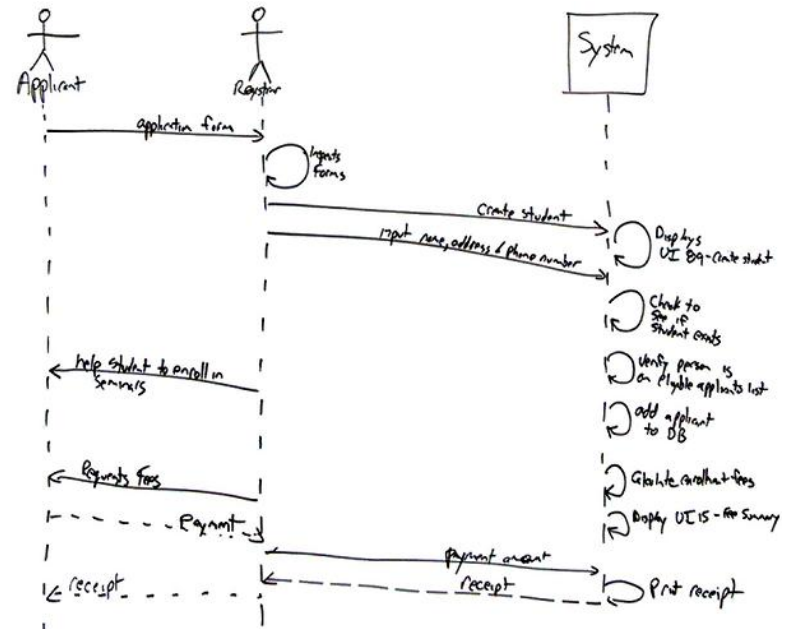 Applicant
Registrar
System
application form
Inspects
forms
create student
input name, address & phone number
Displays
UI 89-create student
Check to
see if
student exists
help student to enroll in
seminars
verify person is
on eligible applicants list
add applicant
to DB
Requests fees
Calculate enrollment fees
Display UI15-fee summary
Payment
payment amount
receipt
receipt
Print receipt